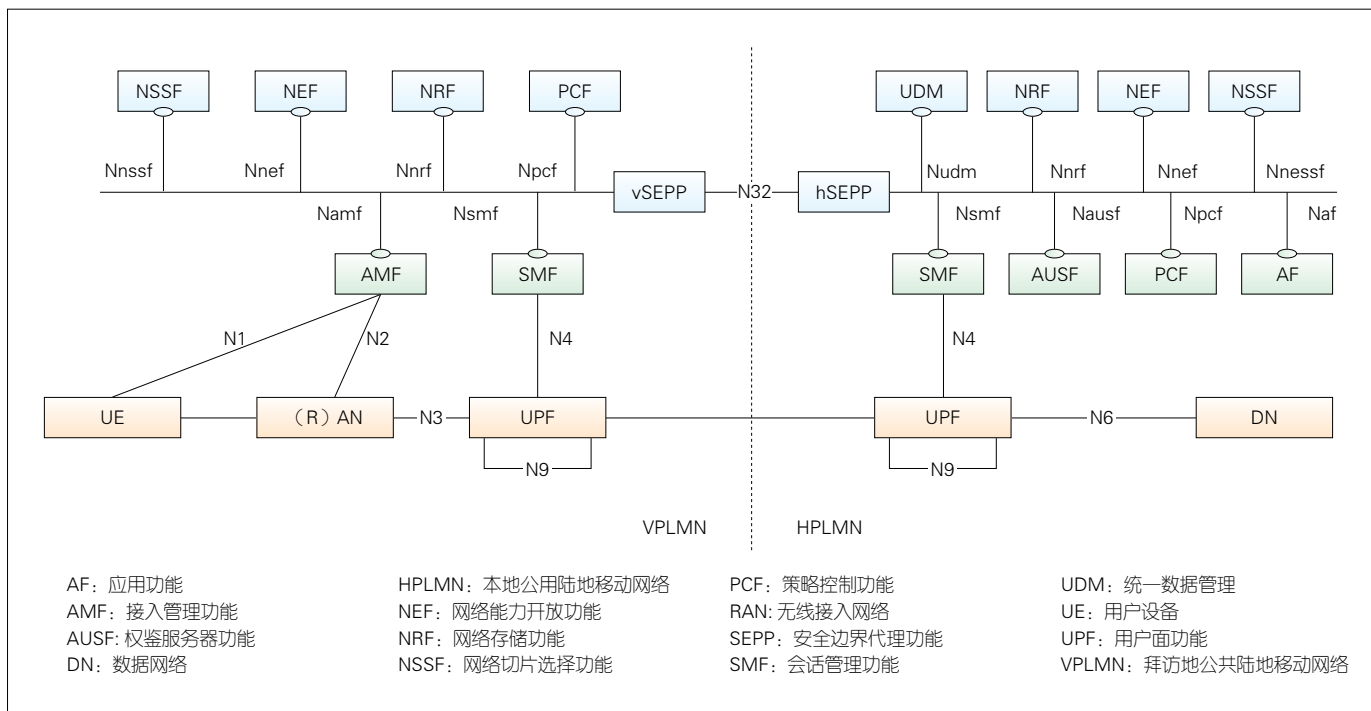 NSSF NEF NRF PCF UDM NRF NEF NSSF
Nnssf Nnef Nnrf Npcf Nudm Nnrf Nnef Nnessf
vSEPP N32 hSEPP
Namf Nsmf Nsmf Nausf Npcf Naf
AMF SMF SMF AUSF PCF AF
N1 N2 N4 N4
UE （R）AN N3 UPF UPF N6 DN
N9 N9
VPLMN HPLMN
AF：应用功能 HPLMN：本地公用陆地移动网络 PCF：策略控制功能 UDM：统一数据管理
AMF：接入管理功能 NEF：网络能力开放功能 RAN: 无线接入网络 UE：用户设备
AUSF: 权鉴服务器功能 NRF：网络存储功能 SEPP：安全边界代理功能 UPF：用户面功能
DN：数据网络 NSSF：网络切片选择功能 SMF：会话管理功能 VPLMN：拜访地公共陆地移动网络